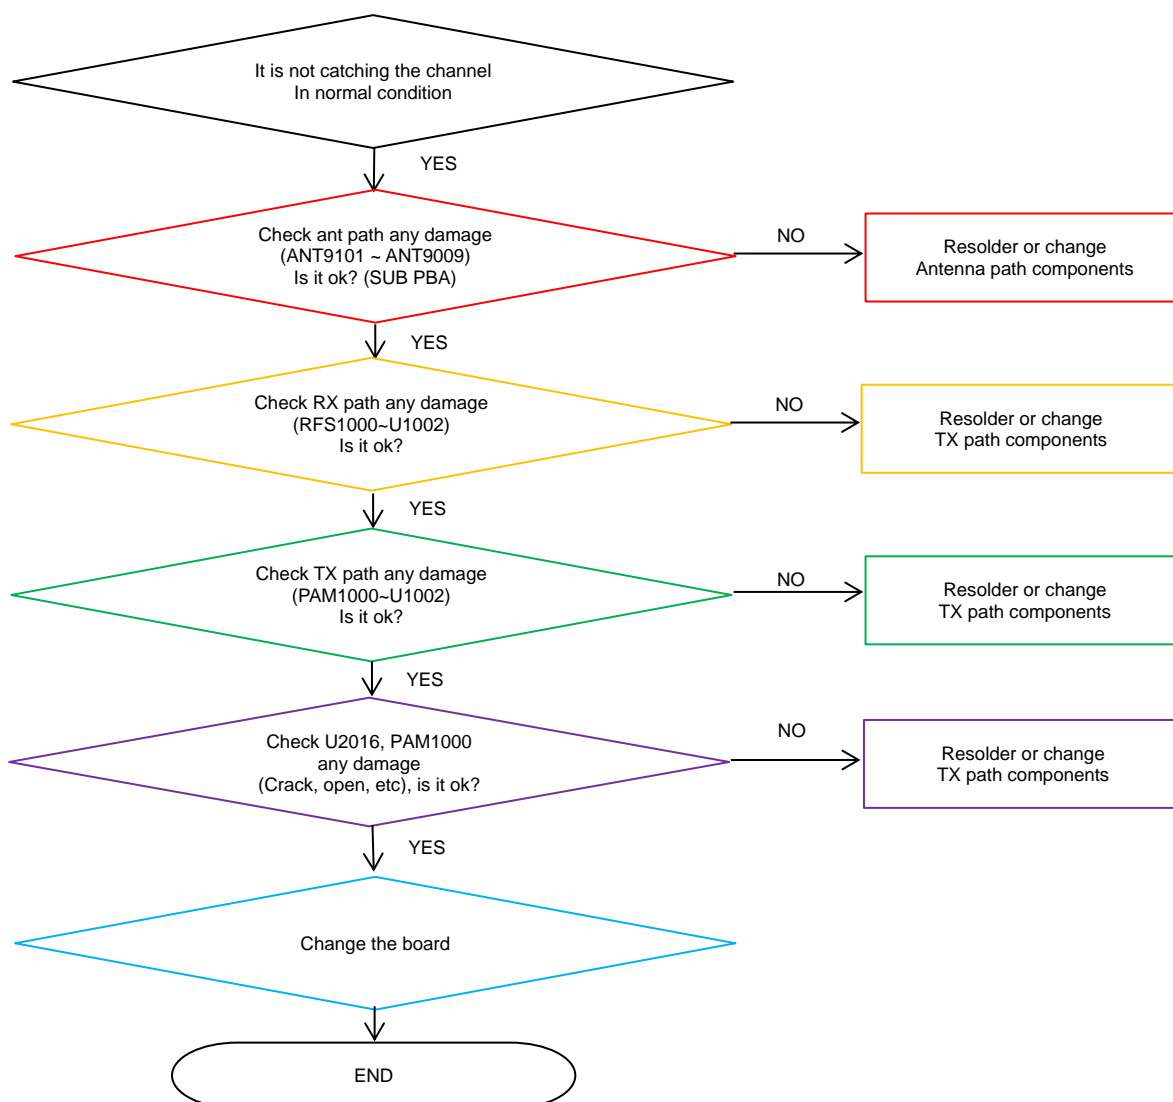 It is not catching the channel
In normal condition
YES
Check ant path any damage
(ANT9101 ~ ANT9009)
Is it ok? (SUB PBA)
NO
Resolder or change
Antenna path components
YES
Check RX path any damage
(RFS1000~U1002)
Is it ok?
NO
Resolder or change
TX path components
YES
Check TX path any damage
(PAM1000~U1002)
Is it ok?
NO
Resolder or change
TX path components
YES
Check U2016, PAM1000
any damage
(Crack, open, etc), is it ok?
NO
Resolder or change
TX path components
YES
Change the board
END